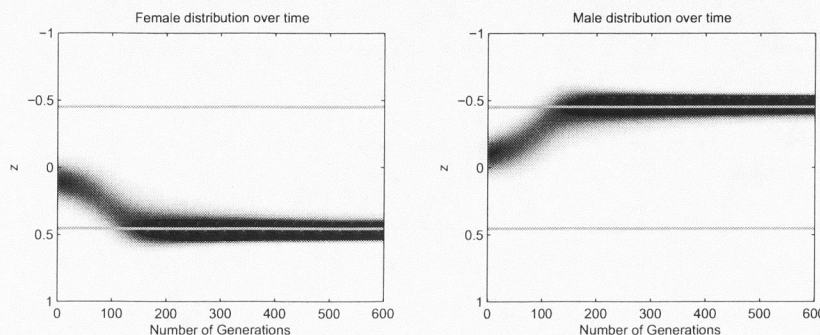 Female distribution over time
−1
−0.5
0
0.5
1
z
0 100 200 300 400 500 600
Number of Generations
Male distribution over time
−1
−0.5
0
0.5
1
z
0 100 200 300 400 500 600
Number of Generations